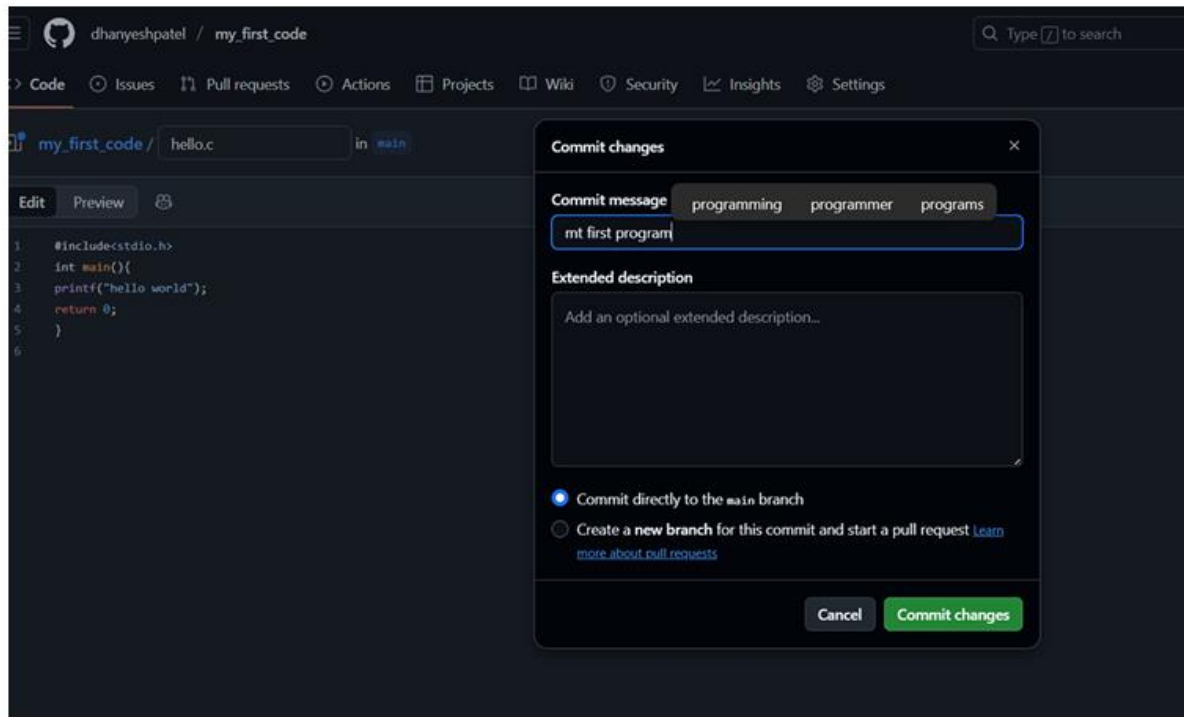 dhanyeshpatel / my_first_code
Type / to search
Code Issues Pull requests Actions Projects Wiki Security Insights Settings
my_first_code / hello.c in main
Edit Preview
1 #include<stdio.h>
2 int main(){
3 printf("hello world");
4 return 0;
5 }
6
Commit changes
Commit message
programming programmer programs
mt first program
Extended description
Add an optional extended description...
Commit directly to the main branch
Create a new branch for this commit and start a pull request Learn
more about pull requests
Cancel Commit changes